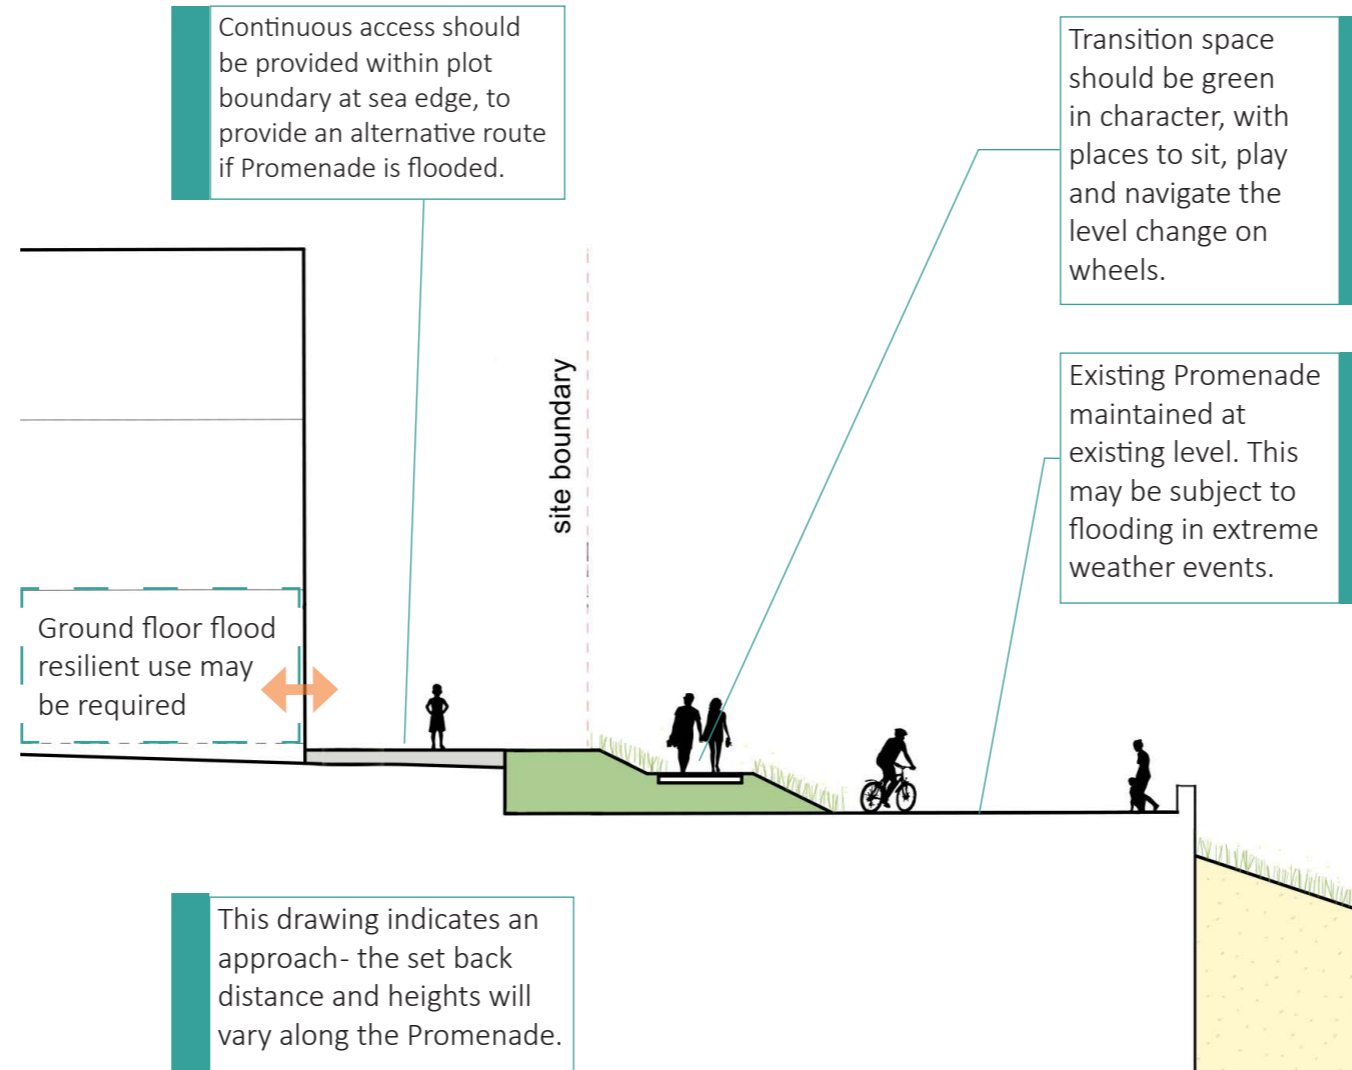 Continuous access should
be provided within plot
boundary at sea edge, to
provide an alternative route
if Promenade is flooded.
Transition space
should be green
in character, with
places to sit, play
and navigate the
level change on
wheels.
site boundary
Existing Promenade
maintained at
existing level. This
may be subject to
flooding in extreme
weather events.
Ground floor flood
resilient use may
be required
This drawing indicates an
approach- the set back
distance and heights will
vary along the Promenade.